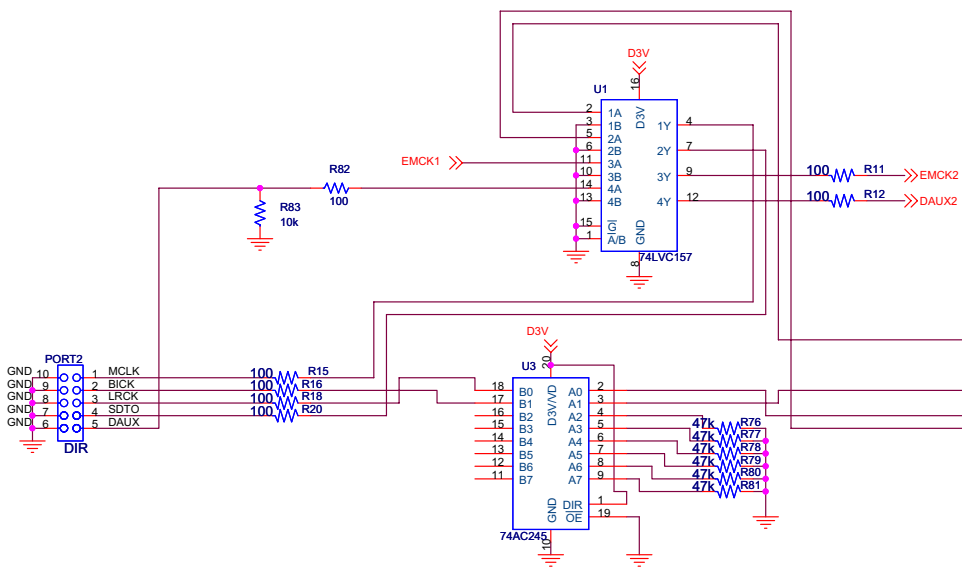 D3V
16
U1
2 1A D3V 1Y 4
3 1B
5 2A
6 2B 2Y 7
EMCK1 11 3A
10 3B 3Y 9 100 R11 EMCK2
R82
100
14 4A
13 4B 4Y 12 100 R12 DAUX2
R83
10k
15 G
1 A/B GND
8 74LVC157
D3V
20
U3
PORT2
GND 10 1 MCLK 100 R15
GND 9 2 BICK 100 R16
GND 8 3 LRCK 100 R18
GND 7 4 SDTO 100 R20
GND 6 5 DAUX
DIR
18 B0 D3V/VD A0 2
17 B1 A1 3
16 B2 A2 4
15 B3 A3 5 47k R76
14 B4 A4 6 47k R77
13 B5 A5 7 47k R78
12 B6 A6 8 47k R79
11 B7 A7 9 47k R80
47k R81
DIR 1
GND OE 19
74AC245
10